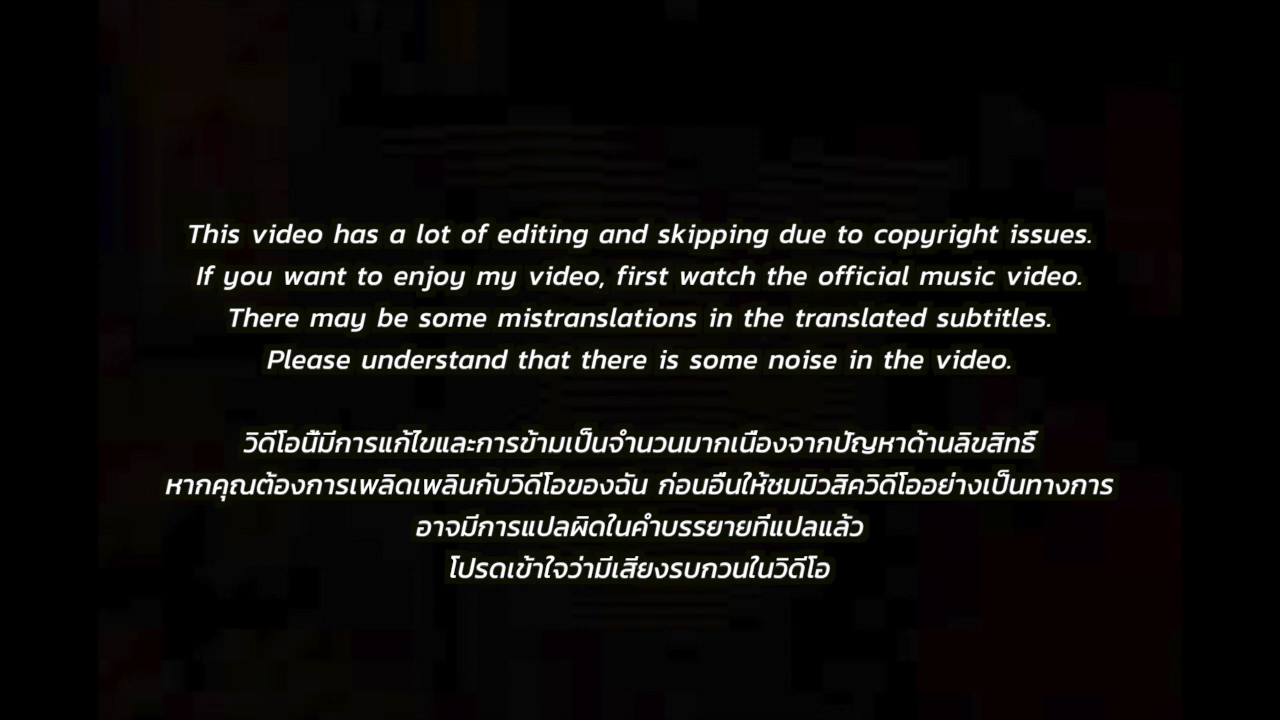 This video has a lot of editing and skipping due to copyright issues.
If you want to enjoy my video, first watch the official music video.
There may be some mistranslations in the translated subtitles.
Please understand that there is some noise in the video.
วิดีโอนี้มีการแก้ไขและการข้ามเป็นจำนวนมากเนื่องจากปัญหาด้านลิขสิทธิ์
หากคุณต้องการเพลิดเพลินกับวิดีโอของฉัน ก่อนอื่นให้ชมมิวสิควิดีโออย่างเป็นทางการ
อาจมีการแปลผิดในคำบรรยายที่แปลแล้ว
โปรดเข้าใจว่ามีเสียงรบกวนในวิดีโอ